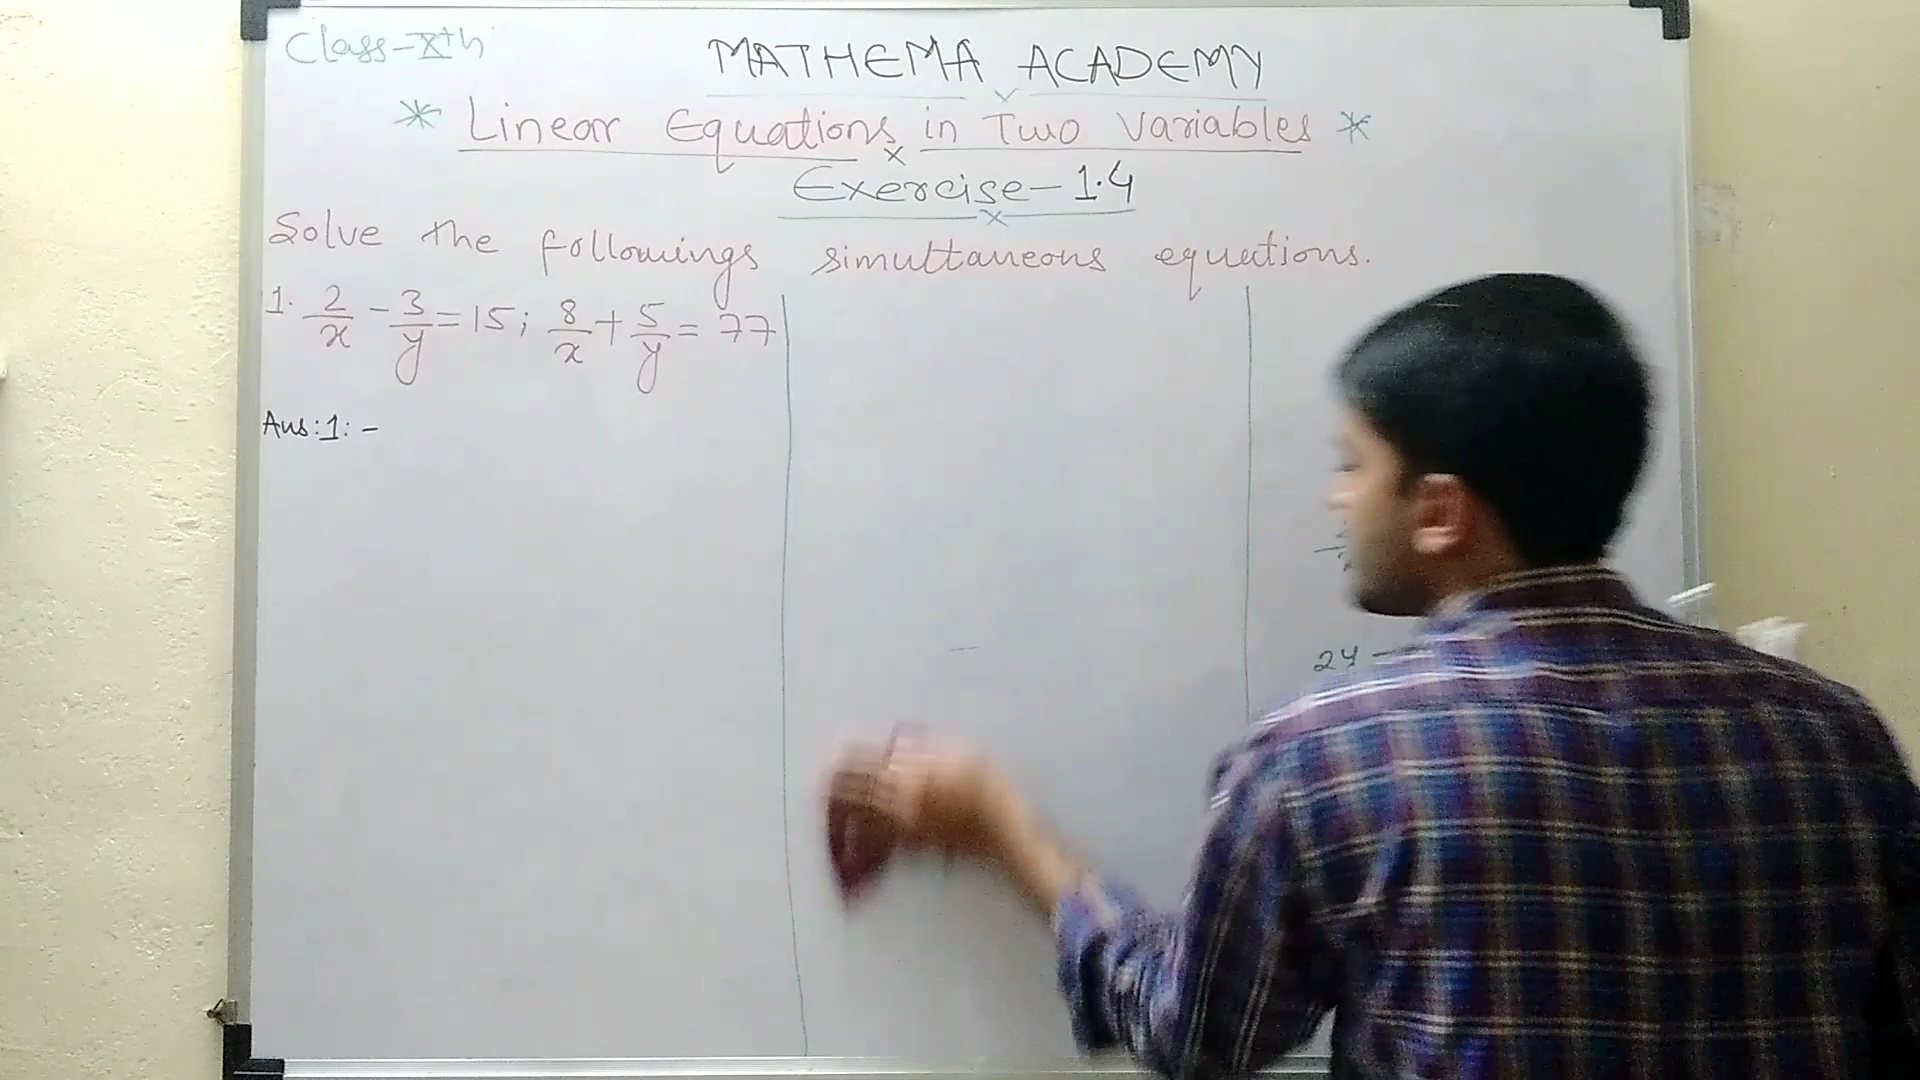 Class-Xth
MATHEMA ACADEMY
* Linear Equations in Two Variables *
Exercise-1.4
Solve the followings simultaneous equations.
1. 2/x - 3/y = 15; 8/x + 5/y = 77
Ans:1:-
24 -